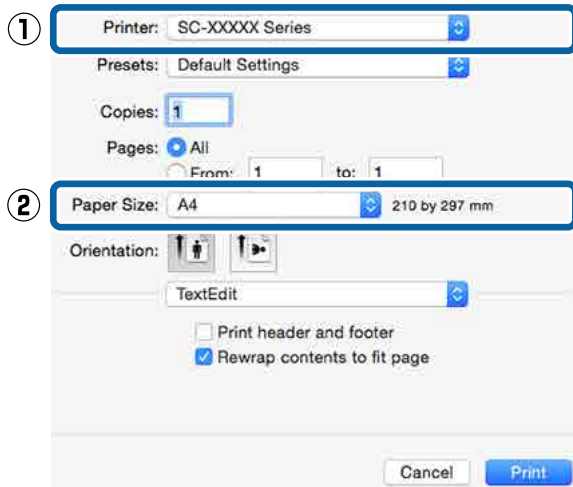 ① Printer: SC-XXXXX Series
Presets: Default Settings
Copies: 1
Pages: All
From: 1 to: 1
② Paper Size: A4 210 by 297 mm
Orientation:
TextEdit
Print header and footer
Rewrap contents to fit page
Cancel Print